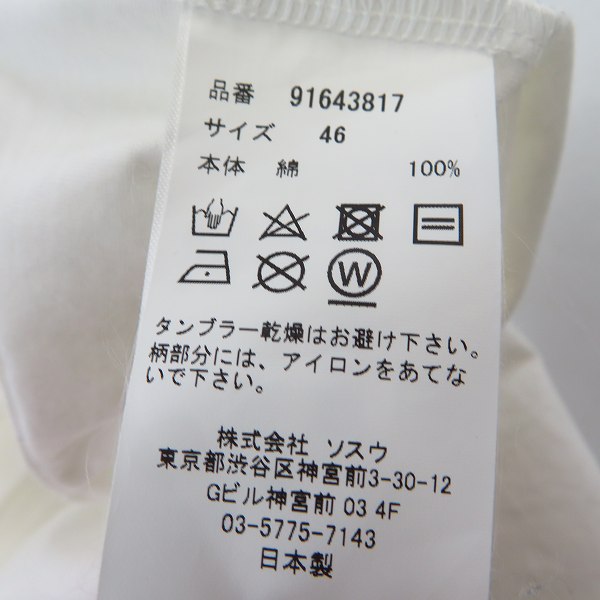 品番 91643817
サイズ 46
本体 綿 100%
W
タンブラー乾燥はお避け下さい。
柄部分には、アイロンをあてな
いで下さい。
株式会社 ソスウ
東京都渋谷区神宮前3-30-12
Gビル神宮前 03 4F
03-5775-7143
日本製